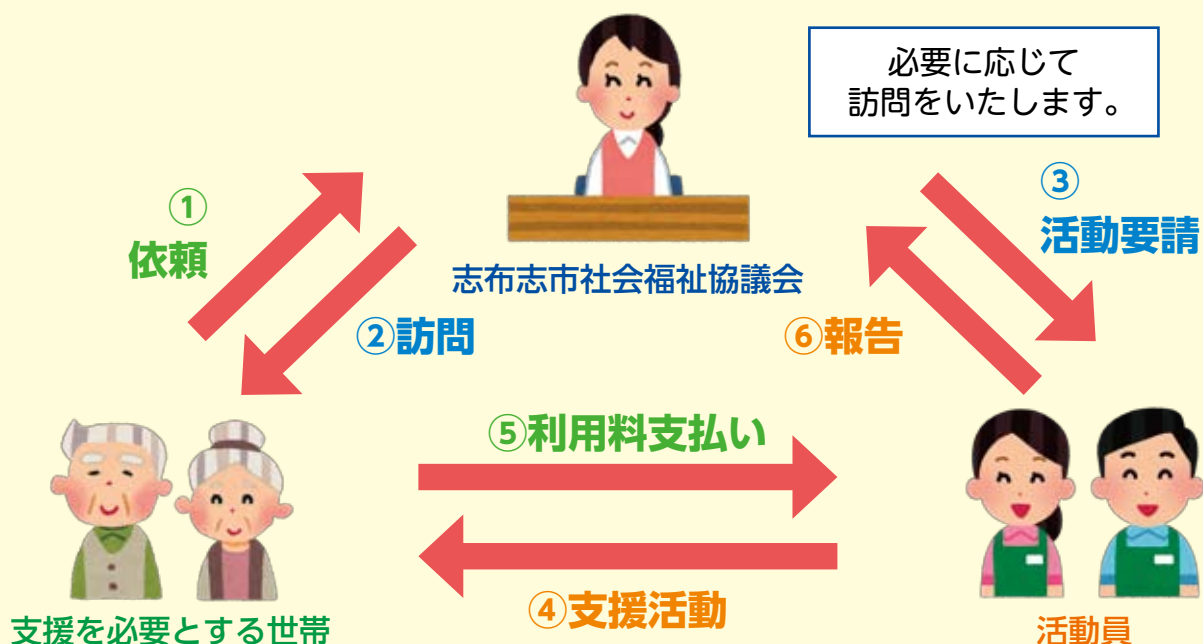 必要に応じて
訪問をいたします。
①
依頼
③
活動要請
志布志市社会福祉協議会
②訪問
⑥報告
⑤利用料支払い
④支援活動
支援を必要とする世帯
活動員